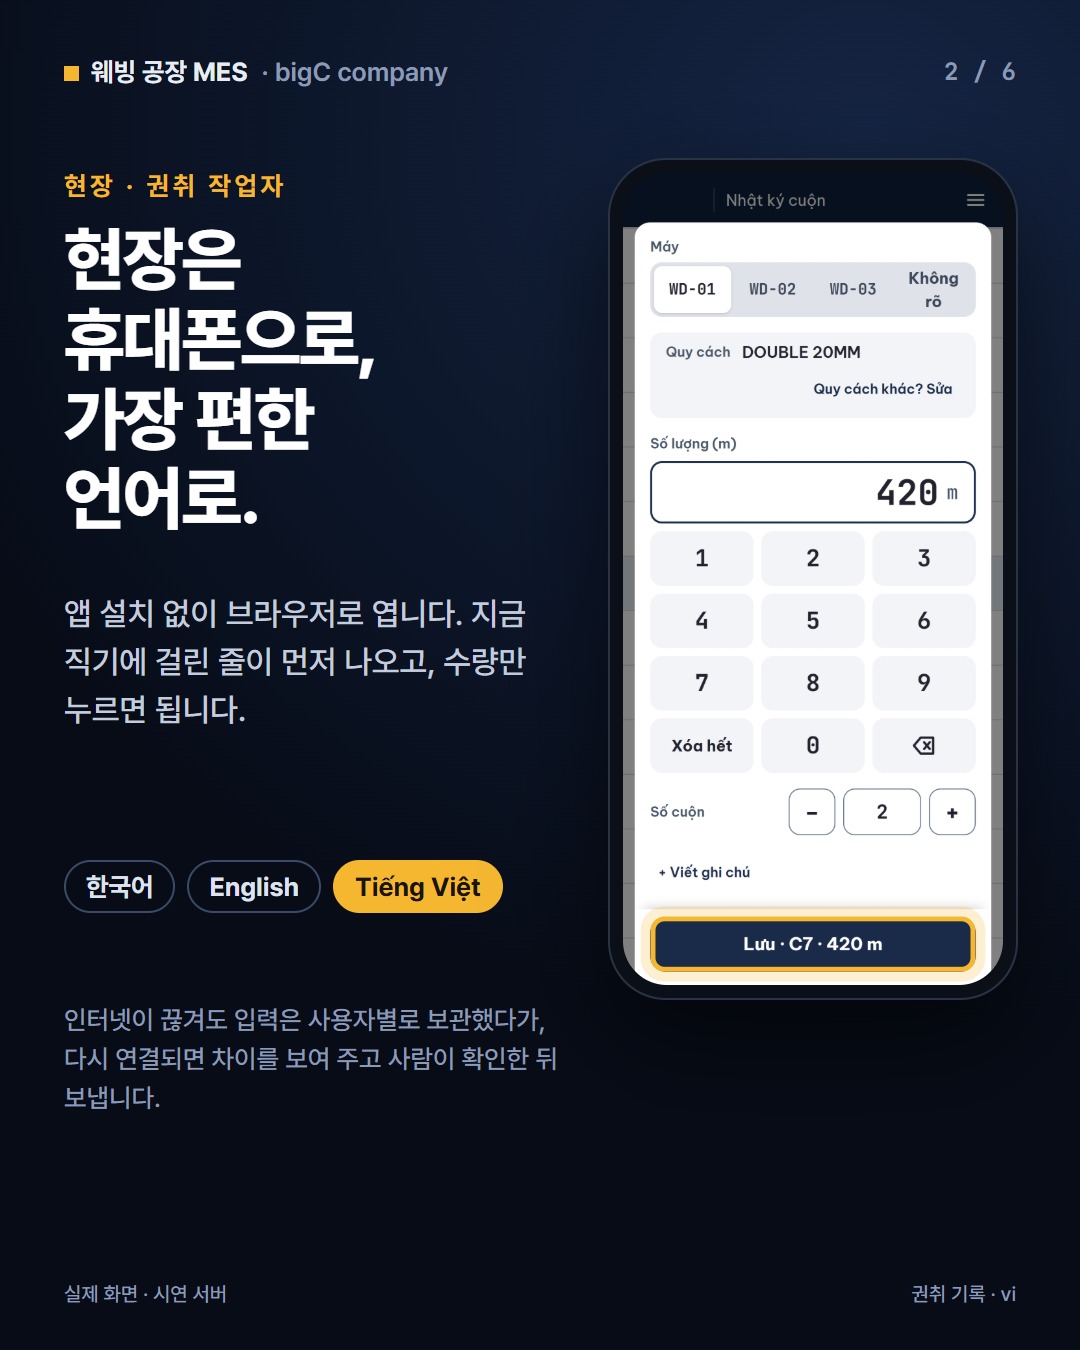 웨빙 공장 MES · bigC company
2 / 6
현장 · 권취 작업자
현장은
휴대폰으로,
가장 편한
언어로.
앱 설치 없이 브라우저로 엽니다. 지금
직기에 걸린 줄이 먼저 나오고, 수량만
누르면 됩니다.
한국어 English Tiếng Việt
인터넷이 끊겨도 입력은 사용자별로 보관했다가,
다시 연결되면 차이를 보여 주고 사람이 확인한 뒤
보냅니다.
Nhật ký cuộn
Máy
WD-01 WD-02 WD-03 Không
rõ
Quy cách DOUBLE 20MM
Quy cách khác? Sửa
Số lượng (m)
420 m
1 2 3
4 5 6
7 8 9
Xóa hết 0
Số cuộn − 2 +
+ Viết ghi chú
Lưu · C7 · 420 m
실제 화면 · 시연 서버
권취 기록 · vi